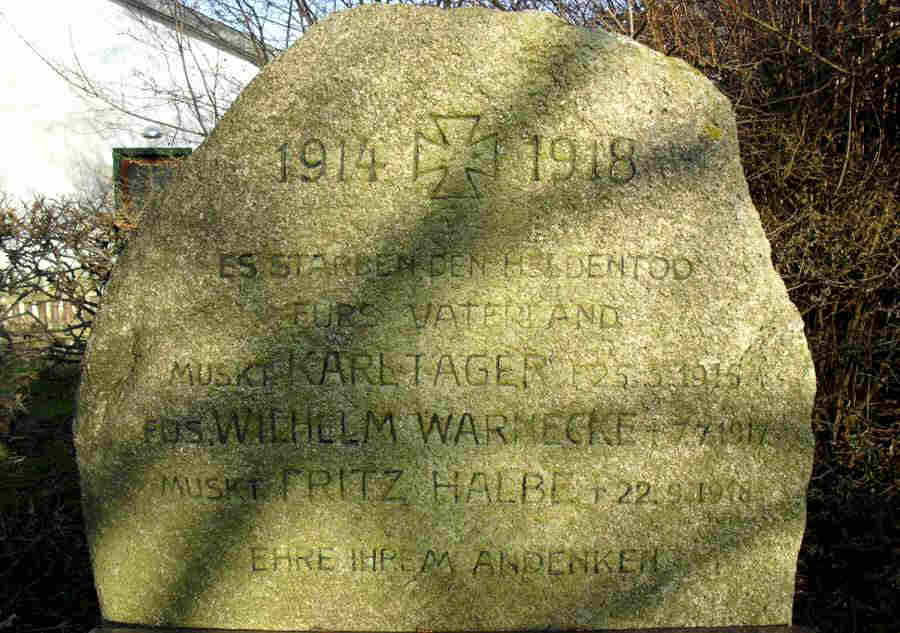 1914 1918
ES STARBEN DEN HELDENTOD
FÜRS VATERLAND
MUSKT KARL TAGER † 25.3.1915
FÜS. WILHELM WARNECKE † 7.7.1917
MUSKT FRITZ HALBE † 22.9.1918
EHRE IHREM ANDENKEN